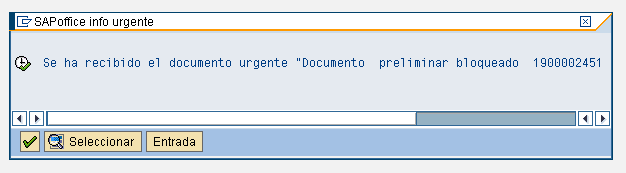 SAPoffice info urgente
Se ha recibido el documento urgente "Documento preliminar bloqueado 1900002451
Seleccionar
Entrada